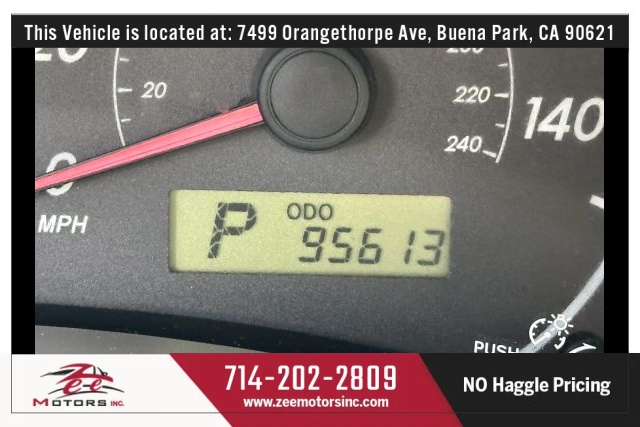 This Vehicle is located at: 7499 Orangethorpe Ave, Buena Park, CA 90621
20
220
140
240
0
MPH
P ODO
95613
PUSH
Zee
MOTORS INC.
714-202-2809
www.zeemotorsinc.com
NO Haggle Pricing